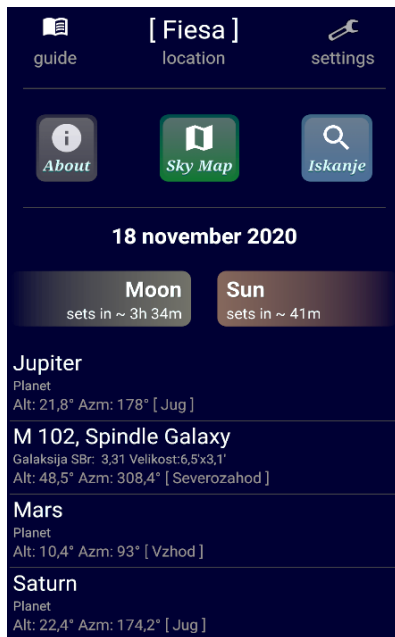 [ Fiesa ]
guide location settings
About Sky Map Iskanje
18 november 2020
Moon
sets in ~ 3h 34m
Sun
sets in ~ 41m
Jupiter
Planet
Alt: 21,8° Azm: 178° [ Jug ]
M 102, Spindle Galaxy
Galaksija SBr: 3,31 Velikost:6,5'x3,1'
Alt: 48,5° Azm: 308,4° [ Severozahod ]
Mars
Planet
Alt: 10,4° Azm: 93° [ Vzhod ]
Saturn
Planet
Alt: 22,4° Azm: 174,2° [ Jug ]